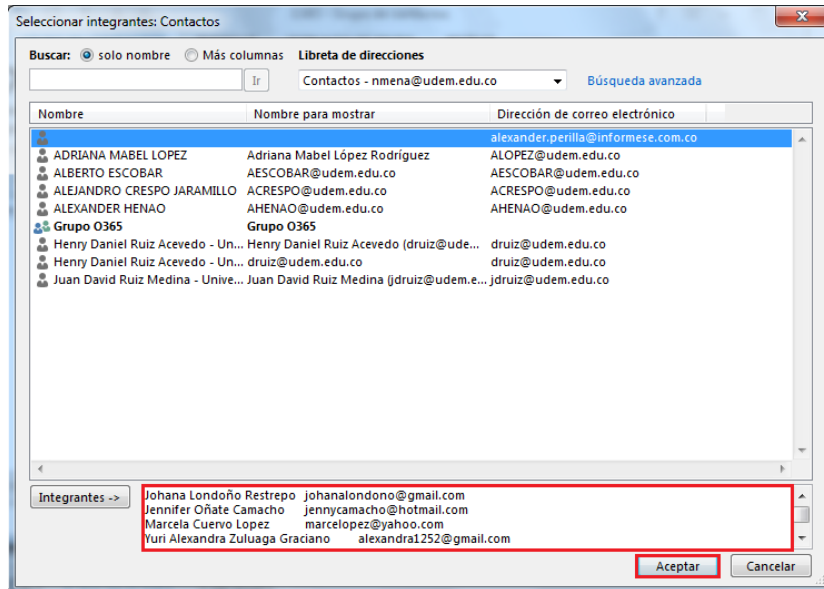 Seleccionar integrantes: Contactos
Buscar: solo nombre Más columnas Libreta de direcciones
Ir Contactos - nmena@udem.edu.co Búsqueda avanzada
Nombre Nombre para mostrar Dirección de correo electrónico
alexander.perilla@informese.com.co
ADRIANA MABEL LOPEZ Adriana Mabel López Rodríguez ALOPEZ@udem.edu.co
ALBERTO ESCOBAR AESCOBAR@udem.edu.co AESCOBAR@udem.edu.co
ALEJANDRO CRESPO JARAMILLO ACRESPO@udem.edu.co ACRESPO@udem.edu.co
ALEXANDER HENAO AHENAO@udem.edu.co AHENAO@udem.edu.co
Grupo O365 Grupo O365
Henry Daniel Ruiz Acevedo - Un... Henry Daniel Ruiz Acevedo (druiz@ude... druiz@udem.edu.co
Henry Daniel Ruiz Acevedo - Un... druiz@udem.edu.co druiz@udem.edu.co
Juan David Ruiz Medina - Unive... Juan David Ruiz Medina (jdruiz@udem.e... jdruiz@udem.edu.co
Integrantes -> Johana Londoño Restrepo johanalondono@gmail.com
Jennifer Oñate Camacho jennycamacho@hotmail.com
Marcela Cuervo Lopez marcelopez@yahoo.com
Yuri Alexandra Zuluaga Graciano alexandra1252@gmail.com
Aceptar Cancelar